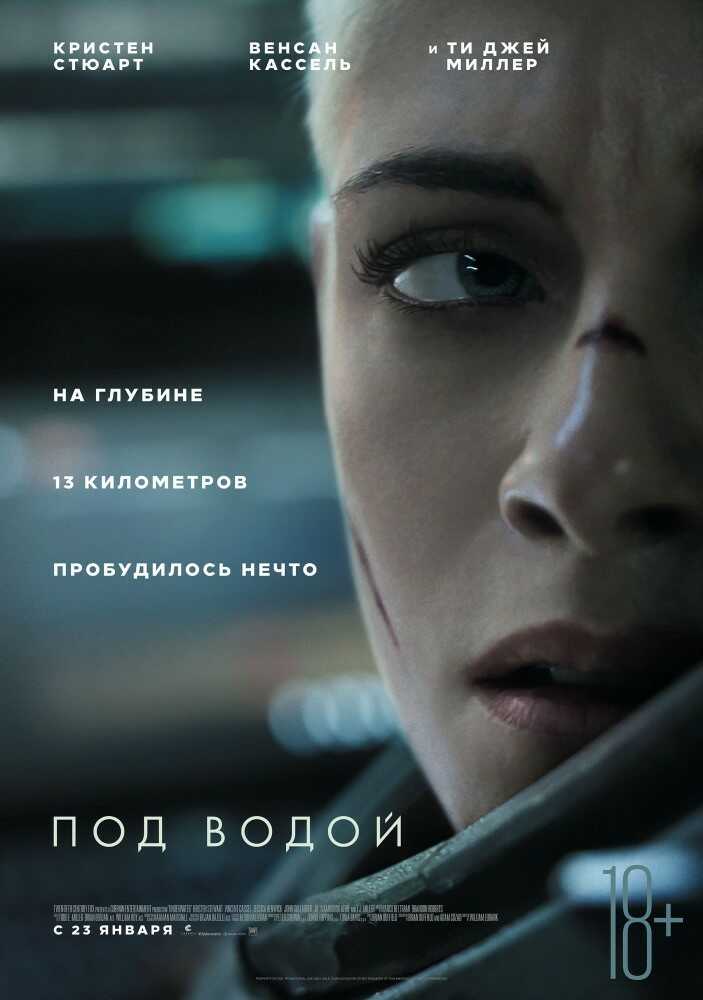 КРИСТЕН
СТЮАРТ
ВЕНСАН
КАССЕЛЬ
И ТИ ДЖЕЙ
МИЛЛЕР
НА ГЛУБИНЕ
13 КИЛОМЕТРОВ
ПРОБУДИЛОСЬ НЕЧТО
ПОД ВОДОЙ
С 23 ЯНВАРЯ
18+